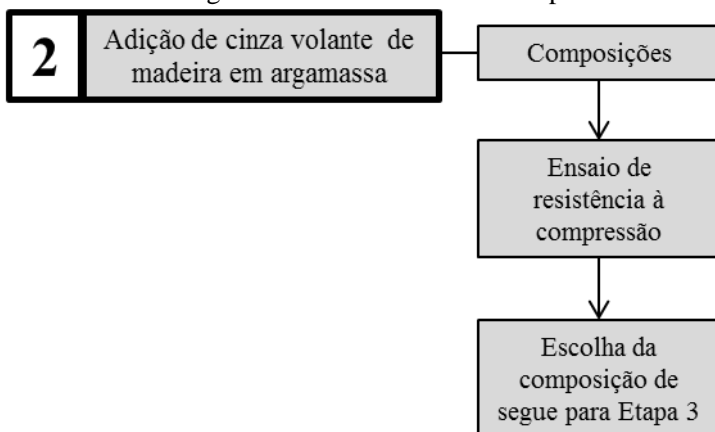 2
Adição de cinza volante de
madeira em argamassa
Composições
Ensaio de
resistência à
compressão
Escolha da
composição de
segue para Etapa 3